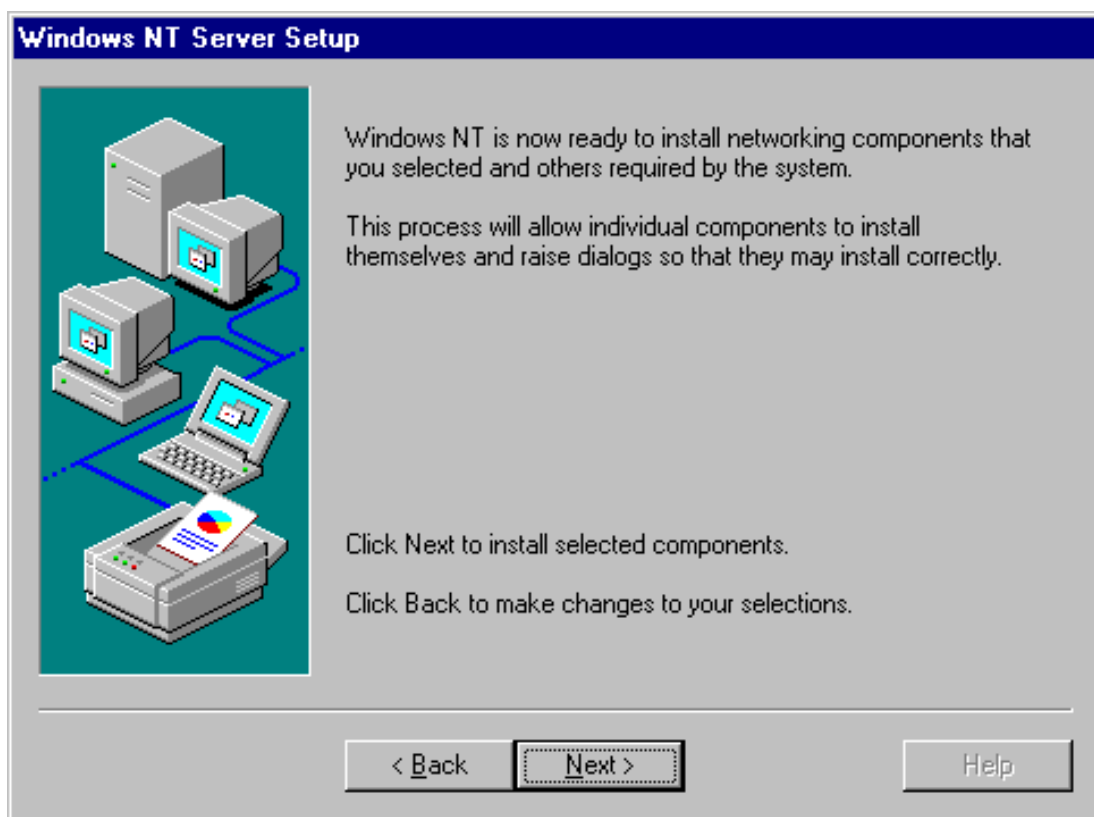 Windows NT Server Setup
Windows NT is now ready to install networking components that
you selected and others required by the system.
This process will allow individual components to install
themselves and raise dialogs so that they may install correctly.
Click Next to install selected components.
Click Back to make changes to your selections.
< Back
Next >
Help